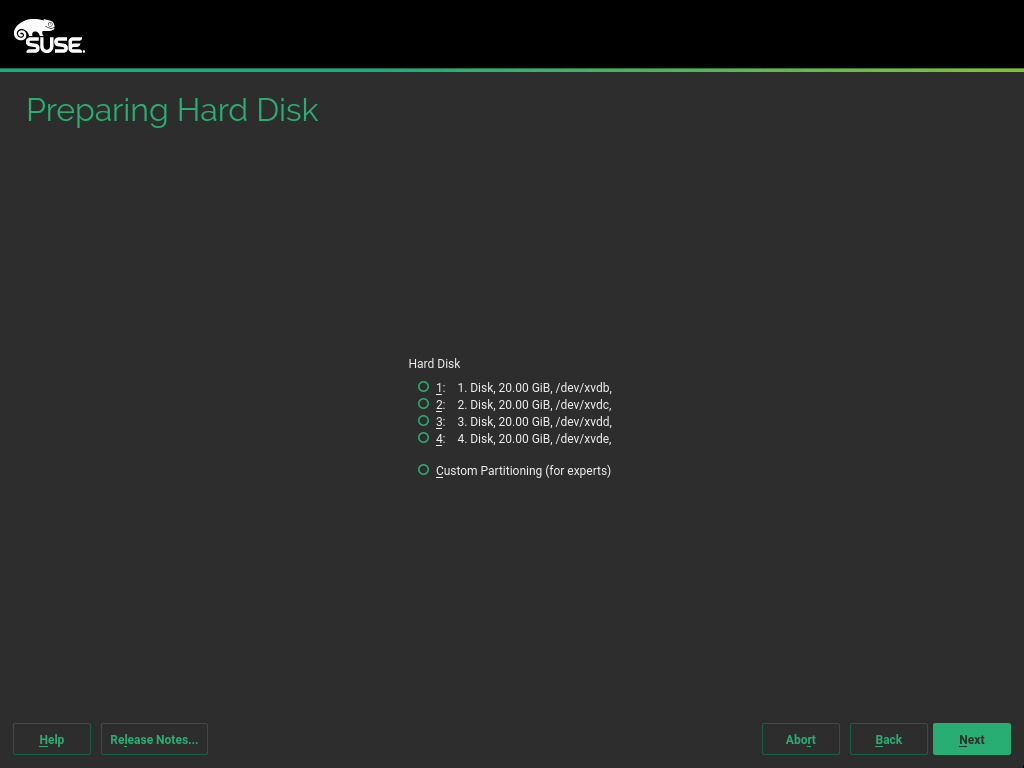 SUSE.
Preparing Hard Disk
Hard Disk
1: 1. Disk, 20.00 GiB, /dev/xvdb,
2: 2. Disk, 20.00 GiB, /dev/xvdc,
3: 3. Disk, 20.00 GiB, /dev/xvdd,
4: 4. Disk, 20.00 GiB, /dev/xvde,
Custom Partitioning (for experts)
Help Release Notes... Abort Back Next